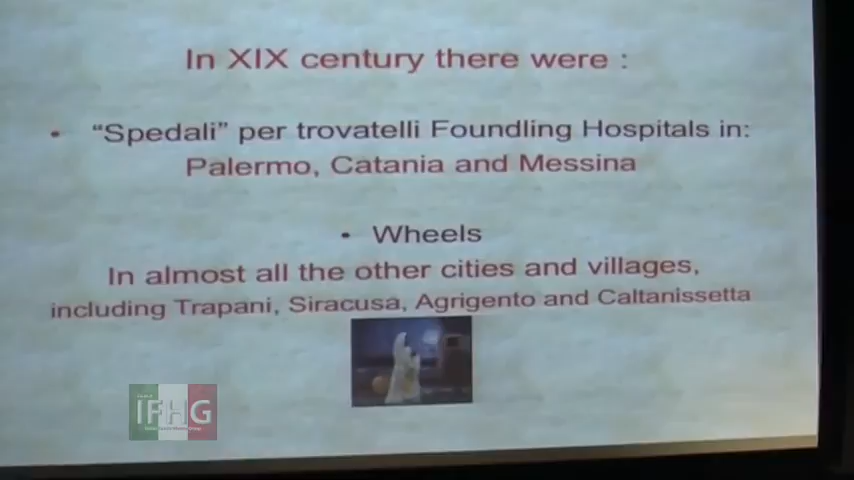 In XIX century there were :
• “Spedali” per trovatelli Foundling Hospitals in:
Palermo, Catania and Messina
• Wheels
In almost all the other cities and villages,
including Trapani, Siracusa, Agrigento and Caltanissetta
IFHG